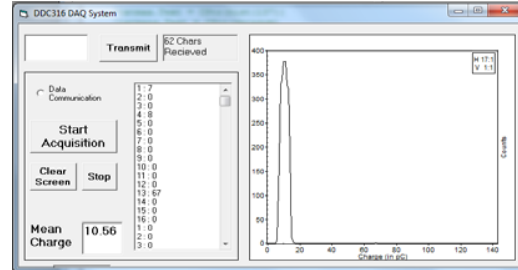 DDC316 DAQ System
Transmit
62 Chars
Recieved
Data
Communication
Start
Acquisition
Clear
Screen
Stop
Mean
Charge
10.56
1:7
2:0
3:0
4:8
5:0
6:0
7:0
8:0
9:0
10:0
11:0
12:0
13:67
14:0
15:0
16:0
1:0
2:0
3:0
H 17:1
V 1:1
400
350
300
250
200
150
100
50
0
0 20 40 60 80 100 120 140
Charge (in pC)
Counts